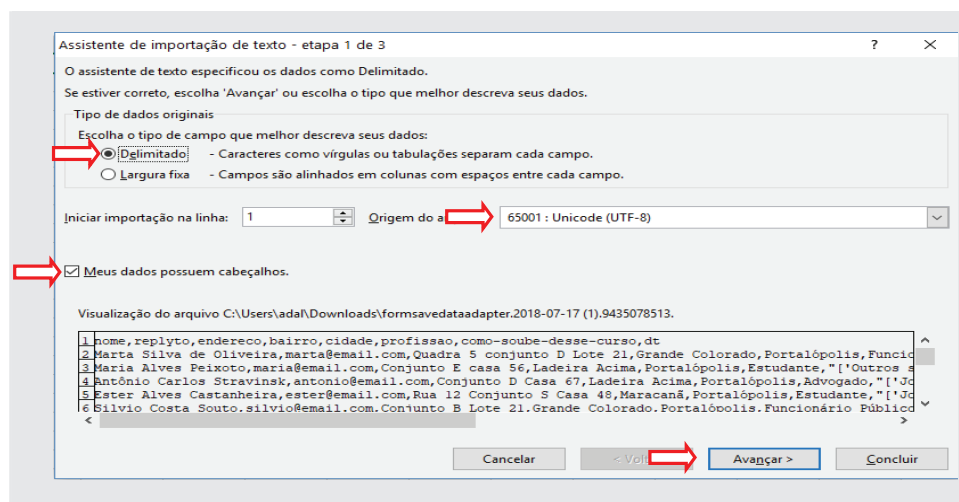 Assistente de importação de texto - etapa 1 de 3 ? ×
O assistente de texto especificou os dados como Delimitado.
Se estiver correto, escolha 'Avançar' ou escolha o tipo que melhor descreva seus dados.
Tipo de dados originais
Escolha o tipo de campo que melhor descreva seus dados:
Delimitado - Caracteres como vírgulas ou tabulações separam cada campo.
Largura fixa - Campos são alinhados em colunas com espaços entre cada campo.
Iniciar importação na linha: 1 Origem do a 65001 : Unicode (UTF-8)
Meus dados possuem cabeçalhos.
Visualização do arquivo C:\Users\adal\Downloads\formsavedataadapter.2018-07-17 (1).9435078513.
1 nome,replyto,endereco,bairro,cidade,profissao,como-soube-desse-curso,dt
2 Marta Silva de Oliveira,marta@email.com,Quadra 5 conjunto D Lote 21,Grande Colorado,Portalópolis,Funcio
3 Maria Alves Peixoto,maria@email.com,Conjunto E casa 56,Ladeira Acima,Portalópolis,Estudante,"['Outros s
4 Antônio Carlos Stravinsk,antonio@email.com,Conjunto D Casa 67,Ladeira Acima,Portalópolis,Advogado,"['Jo
5 Ester Alves Castanheira,ester@email.com,Rua 12 Conjunto S Casa 48,Maracanã,Portalópolis,Estudante,"['Jo
6 Silvio Costa Souto,silvio@email.com,Conjunto B Lote 21,Grande Colorado,Portalópolis,Funcionário Público
Cancelar < Vol Avançar > Concluir